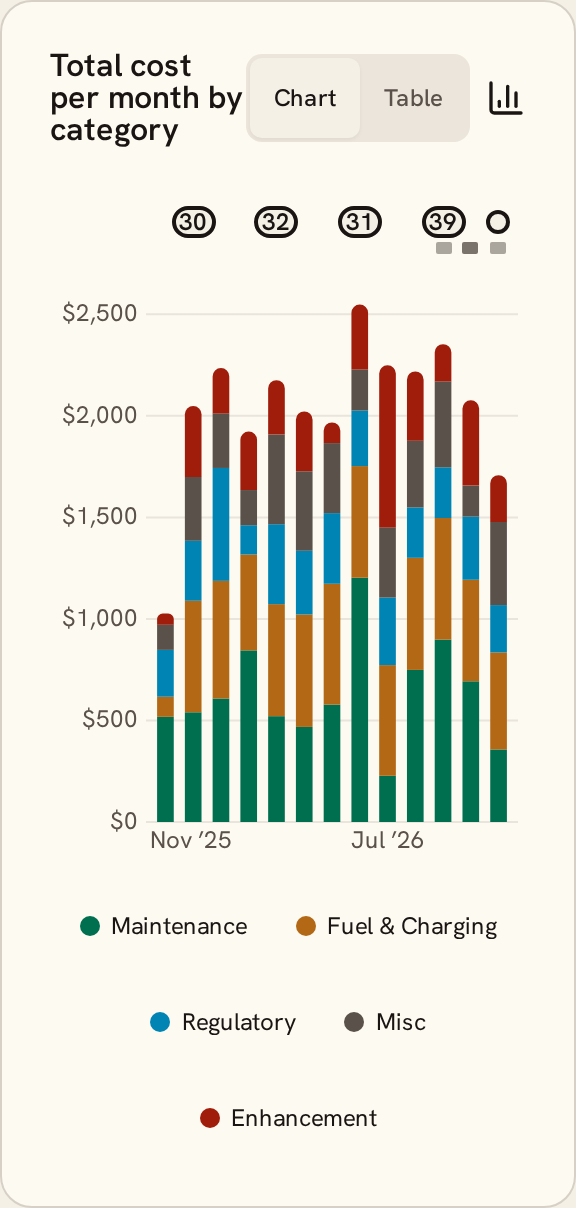 Total cost
per month by
category
Chart
Table
30
32
31
39
$2,500
$2,000
$1,500
$1,000
$500
$0
Nov ’25
Jul ’26
Maintenance
Fuel & Charging
Regulatory
Misc
Enhancement